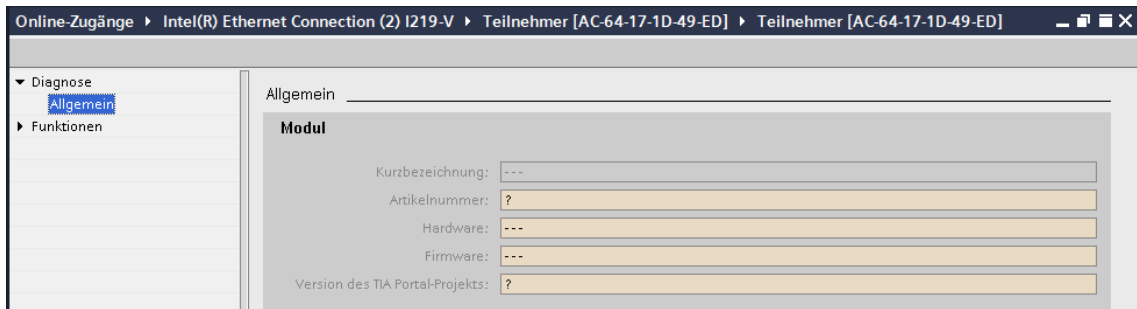 Online-Zugänge ▸ Intel(R) Ethernet Connection (2) I219-V ▸ Teilnehmer [AC-64-17-1D-49-ED] ▸ Teilnehmer [AC-64-17-1D-49-ED]
Diagnose
Allgemein
Funktionen
Allgemein
Modul
Kurzbezeichnung: ---
Artikelnummer: ?
Hardware: ---
Firmware: ---
Version des TIA Portal-Projekts: ?